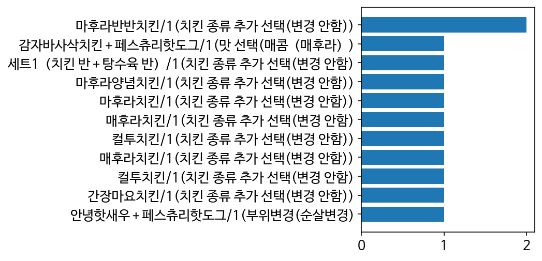 마후라반반치킨/1(치킨 종류 추가 선택(변경 안함))
감자바사삭치킨+페스츄리핫도그/1(맛 선택(매콤 (매후라) )
세트1 (치킨 반+탕수육 반) /1(치킨 종류 추가 선택(변경 안함)
마후라양념치킨/1(치킨 종류 추가 선택(변경 안함))
마후라치킨/1(치킨 종류 추가 선택(변경 안함))
매후라치킨/1(치킨 종류 추가 선택(변경 안함)
컬투치킨/1(치킨 종류 추가 선택(변경 안함))
매후라치킨/1(치킨 종류 추가 선택(변경 안함))
컬투치킨/1(치킨 종류 추가 선택(변경 안함)
간장마요치킨/1(치킨 종류 추가 선택(변경 안함))
안녕핫새우+페스츄리핫도그/1(부위변경(순살변경)
0 1 2